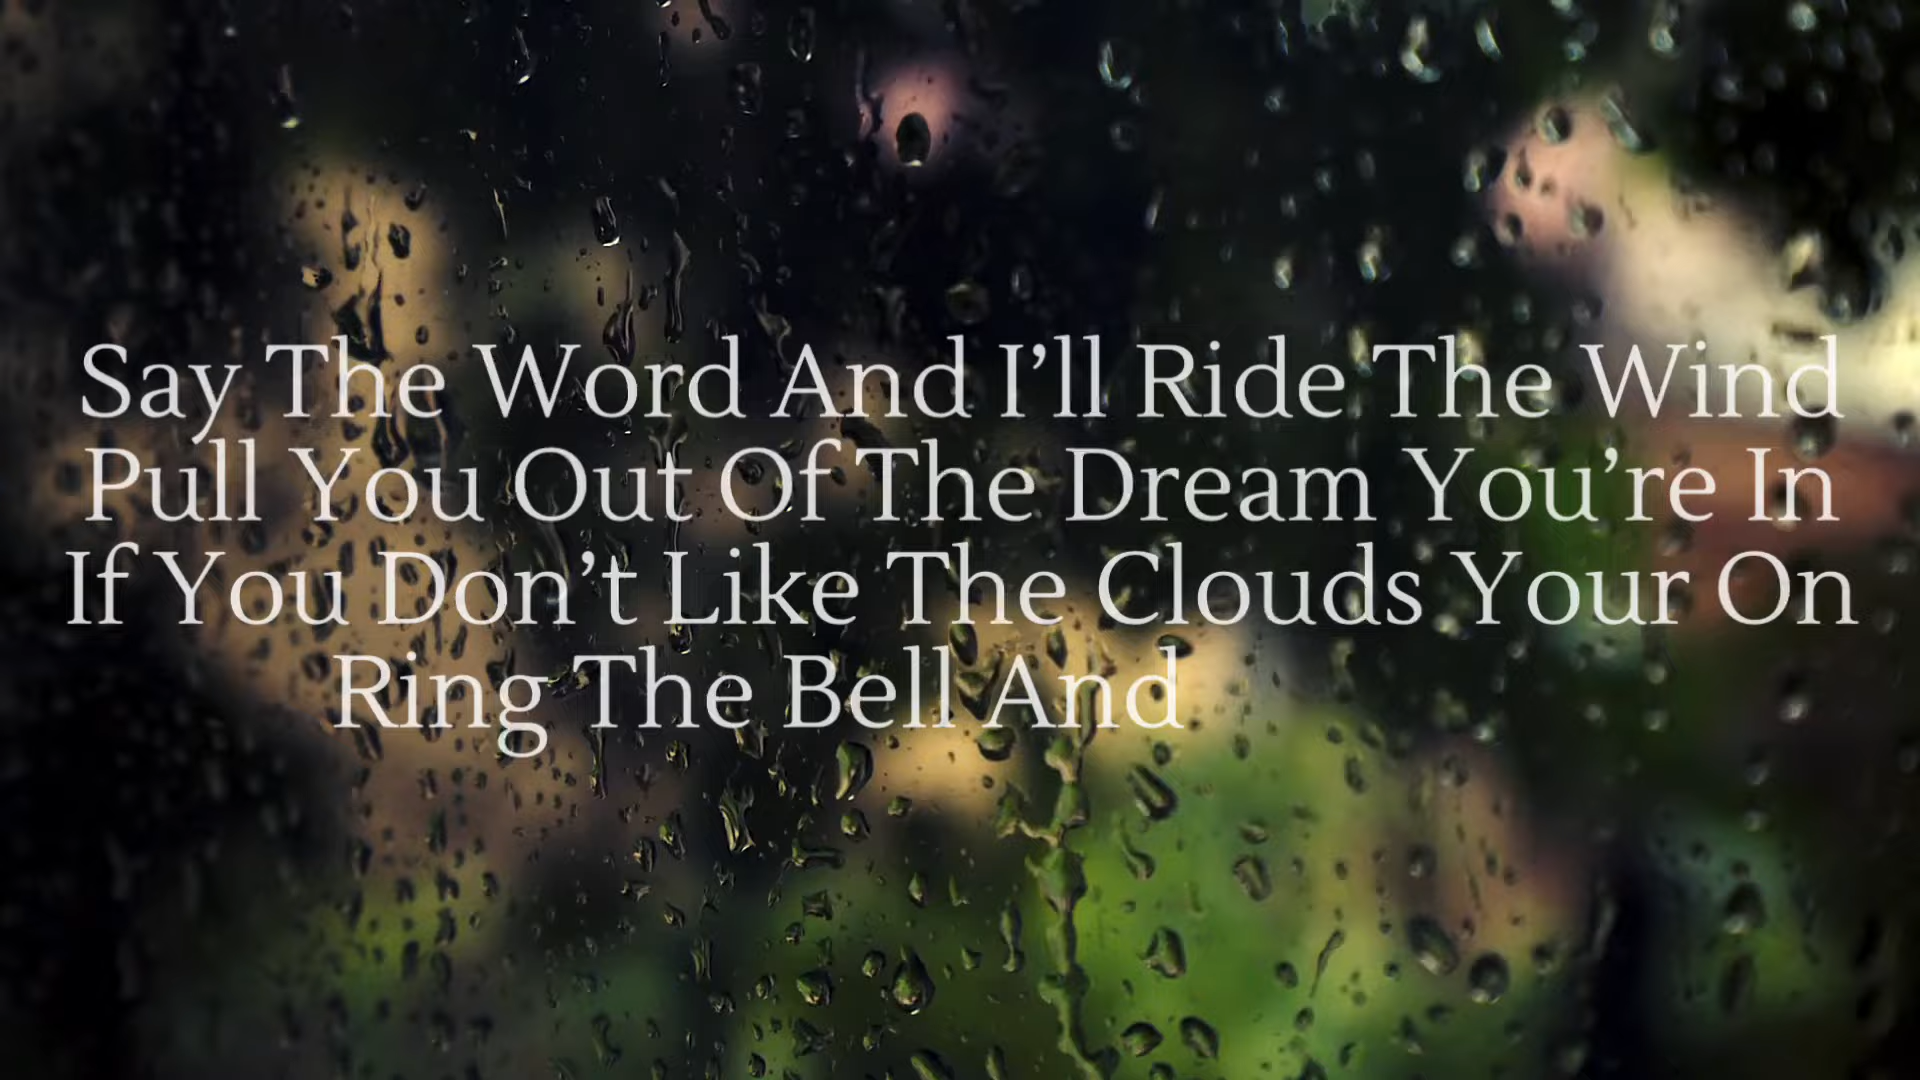 Say The Word And I’ll Ride The Wind
Pull You Out Of The Dream You’re In
If You Don’t Like The Clouds Your On
Ring The Bell And